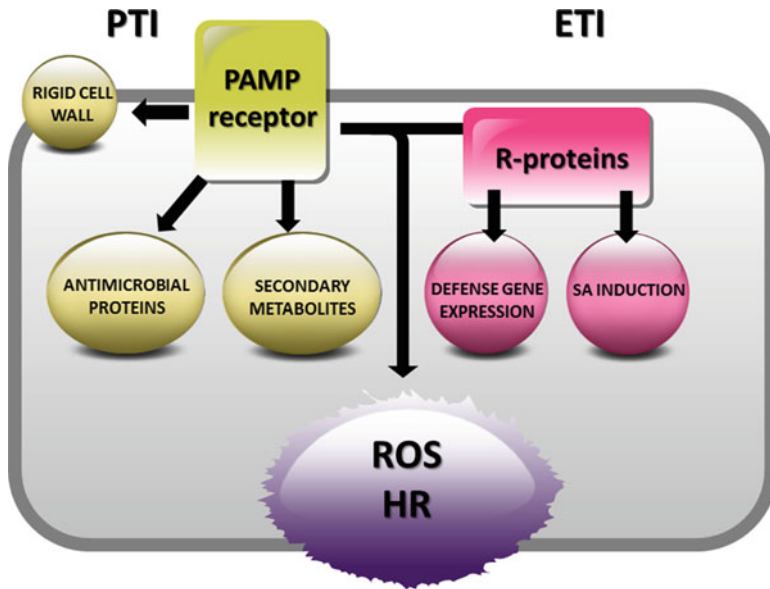 PTI
ETI
PAMP
receptor
RIGID CELL
WALL
R-proteins
ANTIMICROBIAL
PROTEINS
SECONDARY
METABOLITES
DEFENSE GENE
EXPRESSION
SA INDUCTION
ROS
HR